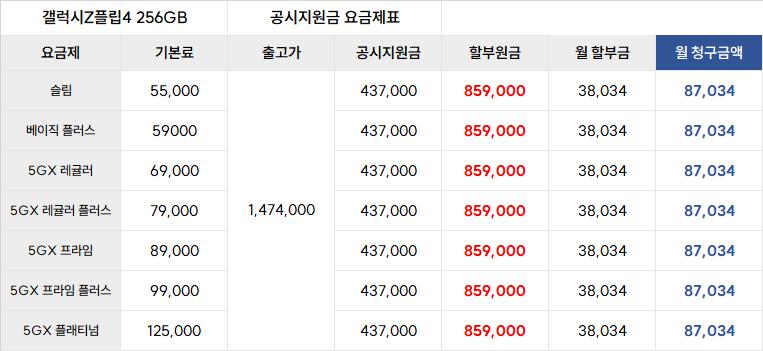 갤럭시Z플립4 256GB 공시지원금 요금제표
요금제 기본료 출고가 공시지원금 할부원금 월 할부금 월 청구금액
슬림 55,000 437,000 859,000 38,034 87,034
베이직 플러스 59000 437,000 859,000 38,034 87,034
5GX 레귤러 69,000 437,000 859,000 38,034 87,034
5GX 레귤러 플러스 79,000 1,474,000 437,000 859,000 38,034 87,034
5GX 프라임 89,000 437,000 859,000 38,034 87,034
5GX 프라임 플러스 99,000 437,000 859,000 38,034 87,034
5GX 플래티넘 125,000 437,000 859,000 38,034 87,034